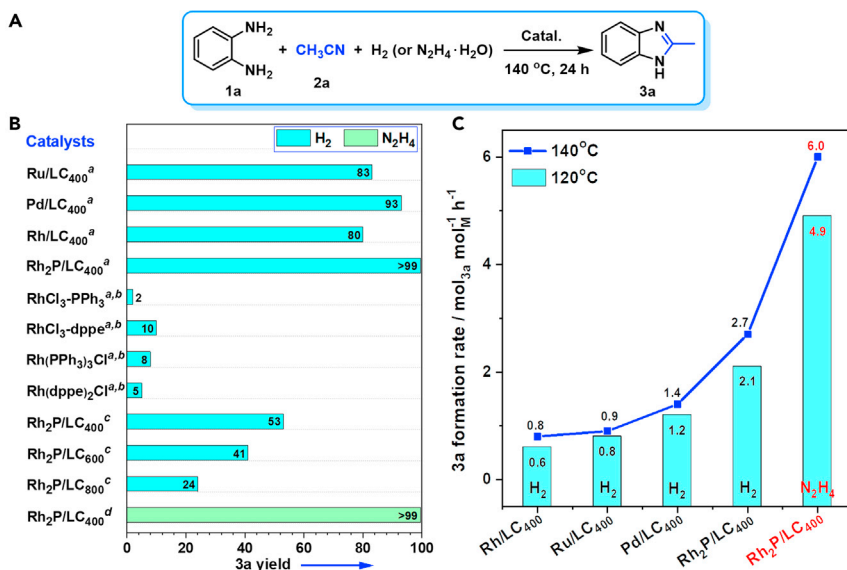 A
NH₂
NH₂
1a
+ CH₃CN + H₂ (or N₂H₄·H₂O)
2a
Catal.
140 °C, 24 h
N
N
H
3a
B
Catalysts
H₂
N₂H₄
Ru/LC₄₀₀ᵃ
83
Pd/LC₄₀₀ᵃ
93
Rh/LC₄₀₀ᵃ
80
Rh₂P/LC₄₀₀ᵃ
>99
RhCl₃-PPh₃ᵃ,ᵇ
2
RhCl₃-dppeᵃ,ᵇ
10
Rh(PPh₃)₃Clᵃ,ᵇ
8
Rh(dppe)₂Clᵃ,ᵇ
5
Rh₂P/LC₄₀₀ᶜ
53
Rh₂P/LC₆₀₀ᶜ
41
Rh₂P/LC₈₀₀ᶜ
24
Rh₂P/LC₄₀₀ᵈ
>99
0 20 40 60 80 100
3a yield
C
140°C
120°C
3a formation rate / mol₃ₐ mol_M⁻¹ h⁻¹
6
4
2
0
0.8
0.9
1.4
2.7
6.0
0.6
0.8
1.2
2.1
4.9
H₂
H₂
H₂
H₂
N₂H₄
Rh/LC₄₀₀
Ru/LC₄₀₀
Pd/LC₄₀₀
Rh₂P/LC₄₀₀
Rh₂P/LC₄₀₀